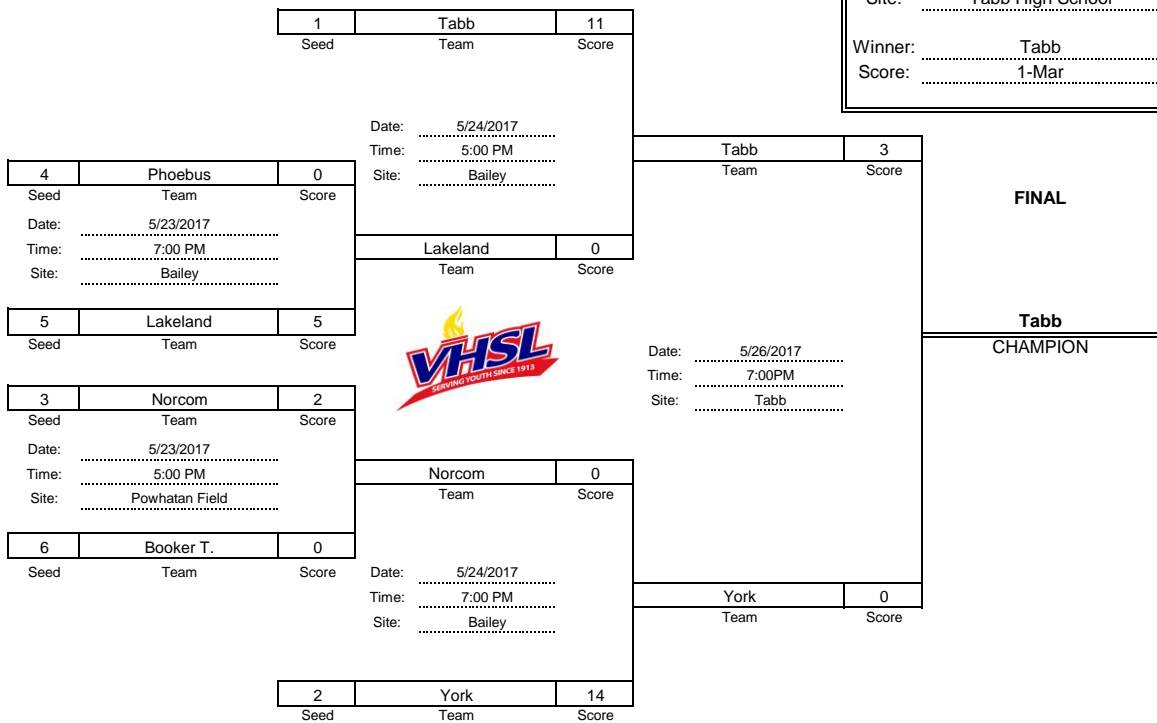 Site: Tabb High School
1 Tabb 11
Seed Team Score
Winner: Tabb
Score: 1-Mar
Date: 5/24/2017
Time: 5:00 PM
Site: Bailey
Tabb 3
Team Score
4 Phoebus 0
Seed Team Score
FINAL
Date: 5/23/2017
Time: 7:00 PM
Site: Bailey
Lakeland 0
Team Score
5 Lakeland 5
Seed Team Score
VHSL
SERVING YOUTH SINCE 1913
Tabb
CHAMPION
Date: 5/26/2017
Time: 7:00PM
Site: Tabb
3 Norcom 2
Seed Team Score
Date: 5/23/2017
Time: 5:00 PM
Site: Powhatan Field
Norcom 0
Team Score
6 Booker T. 0
Seed Team Score
Date: 5/24/2017
Time: 7:00 PM
Site: Bailey
York 0
Team Score
2 York 14
Seed Team Score